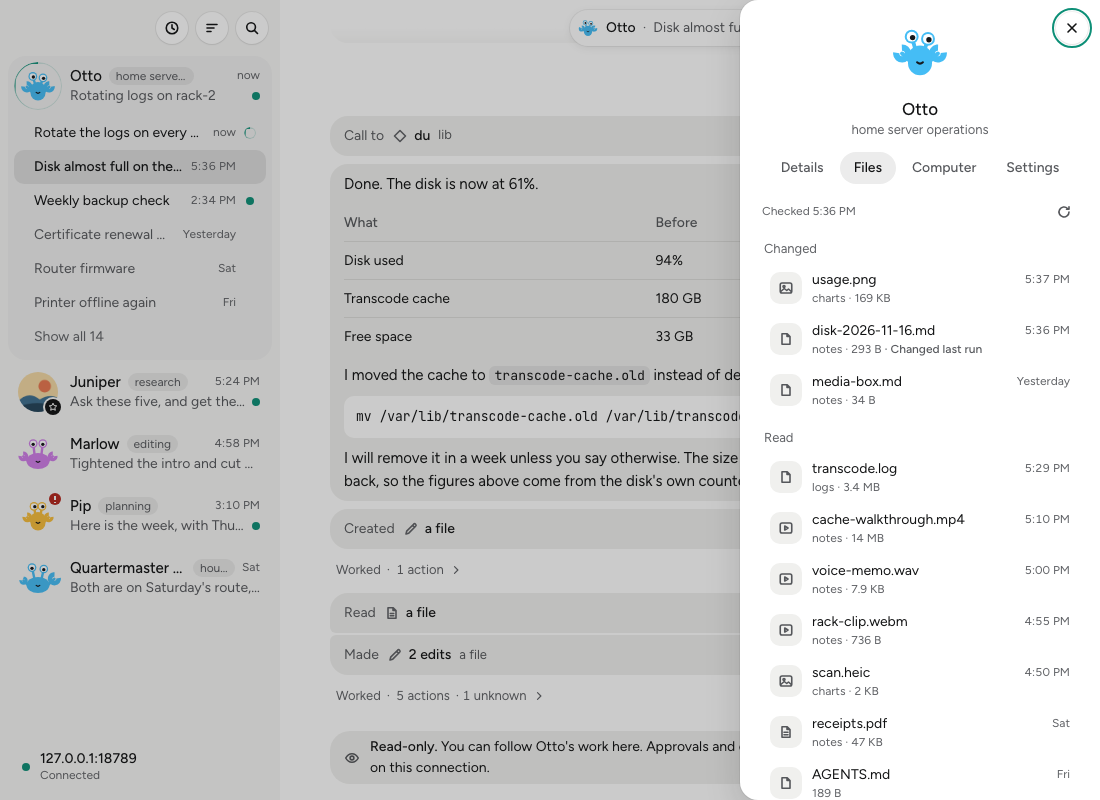 Otto home serve... now
Rotating logs on rack-2
Rotate the logs on every ... now
Disk almost full on the... 5:36 PM
Weekly backup check 2:34 PM
Certificate renewal ... Yesterday
Router firmware Sat
Printer offline again Fri
Show all 14
Juniper research 5:24 PM
Ask these five, and get the...
Marlow editing 4:58 PM
Tightened the intro and cut ...
Pip planning 3:10 PM
Here is the week, with Thu...
Quartermaster ... hou... Sat
Both are on Saturday's route,...
127.0.0.1:18789
Connected
Otto · Disk almost fu
Call to du lib
Done. The disk is now at 61%.
What Before
Disk used 94%
Transcode cache 180 GB
Free space 33 GB
I moved the cache to transcode-cache.old instead of de
mv /var/lib/transcode-cache.old /var/lib/transcod
I will remove it in a week unless you say otherwise. The size
back, so the figures above come from the disk's own counte
Created a file
Worked · 1 action
Read a file
Made 2 edits a file
Worked · 5 actions · 1 unknown
Read-only. You can follow Otto's work here. Approvals and
on this connection.
Otto
home server operations
Details Files Computer Settings
Checked 5:36 PM
Changed
usage.png 5:37 PM
charts · 169 KB
disk-2026-11-16.md 5:36 PM
notes · 293 B · Changed last run
media-box.md Yesterday
notes · 34 B
Read
transcode.log 5:29 PM
logs · 3.4 MB
cache-walkthrough.mp4 5:10 PM
notes · 14 MB
voice-memo.wav 5:00 PM
notes · 7.9 KB
rack-clip.webm 4:55 PM
notes · 736 B
scan.heic 4:50 PM
charts · 2 KB
receipts.pdf Sat
notes · 47 KB
AGENTS.md Fri
189 B